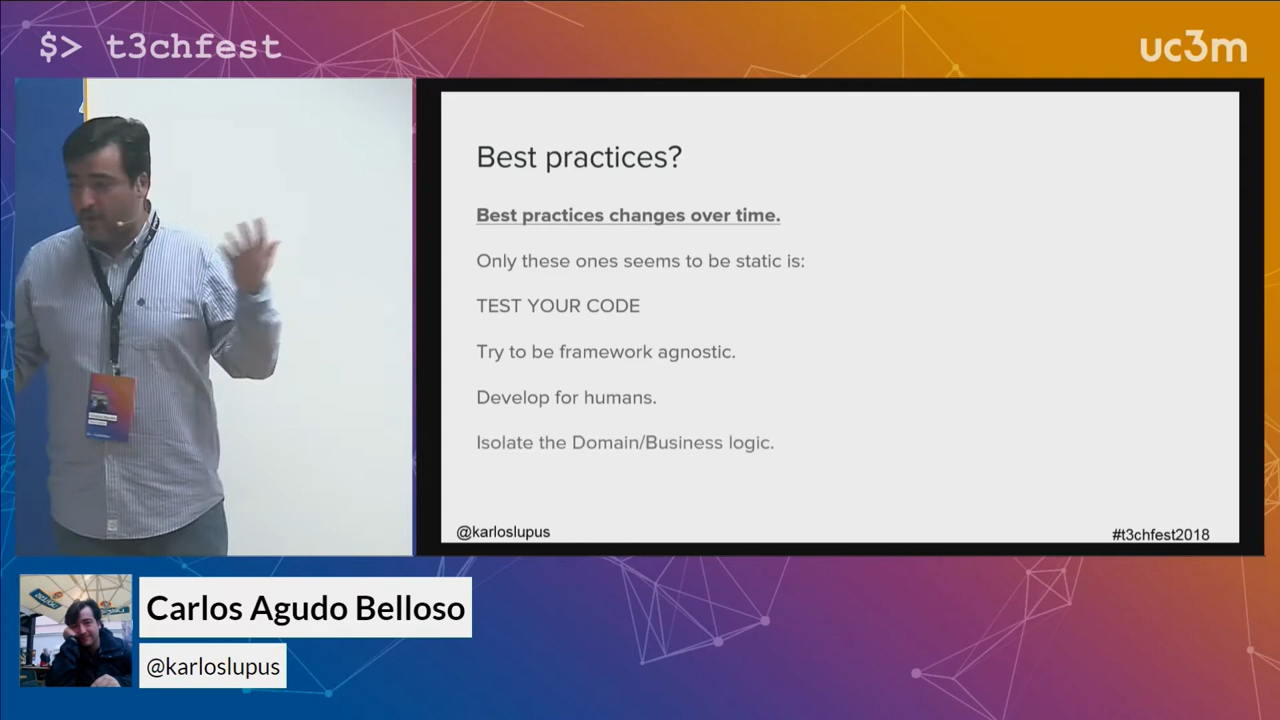 $> t3chfest
uc3m
Best practices?
Best practices changes over time.
Only these ones seems to be static is:
TEST YOUR CODE
Try to be framework agnostic.
Develop for humans.
Isolate the Domain/Business logic.
@karloslupus
#t3chfest2018
Carlos Agudo Belloso
@karloslupus